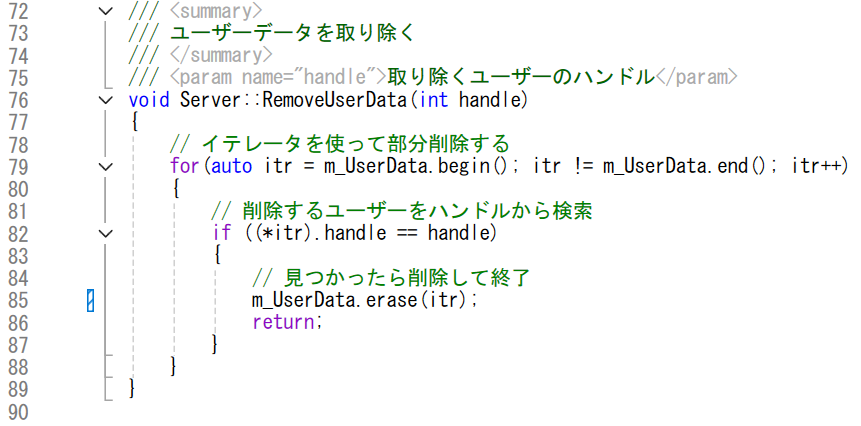 72 /// <summary>
73 /// ユーザーデータを取り除く
74 /// </summary>
75 /// <param name="handle">取り除くユーザーのハンドル</param>
76 void Server::RemoveUserData(int handle)
77 {
78     // イテレータを使って部分削除する
79     for(auto itr = m_UserData.begin(); itr != m_UserData.end(); itr++)
80     {
81         // 削除するユーザーをハンドルから検索
82         if ((*itr).handle == handle)
83         {
84             // 見つかったら削除して終了
85             m_UserData.erase(itr);
86             return;
87         }
88     }
89 }
90